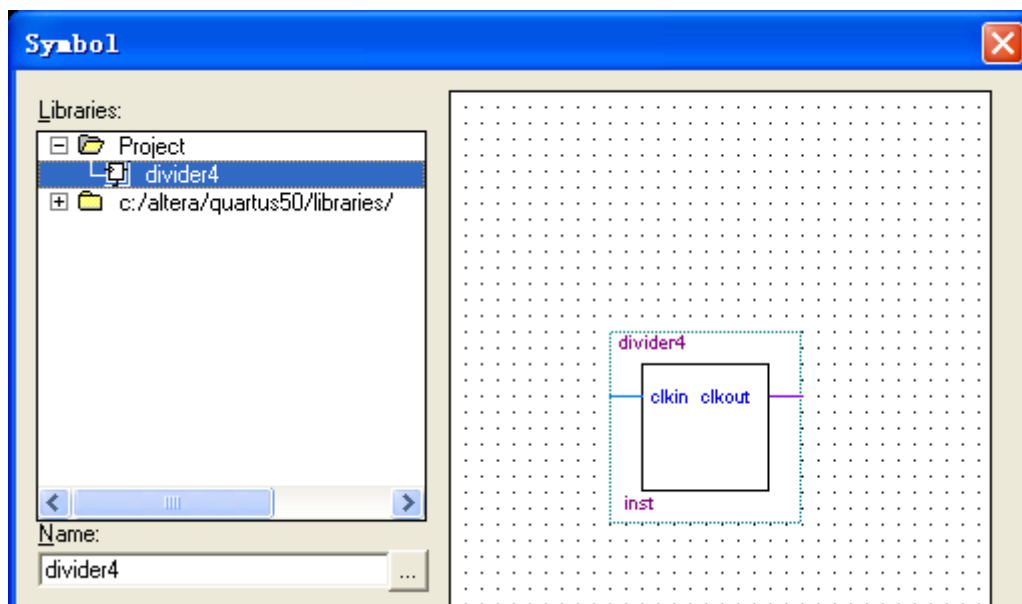 Symbol
Libraries:
Project
divider4
c:/altera/quartus50/libraries/
Name:
divider4
...
divider4
clkin clkout
inst